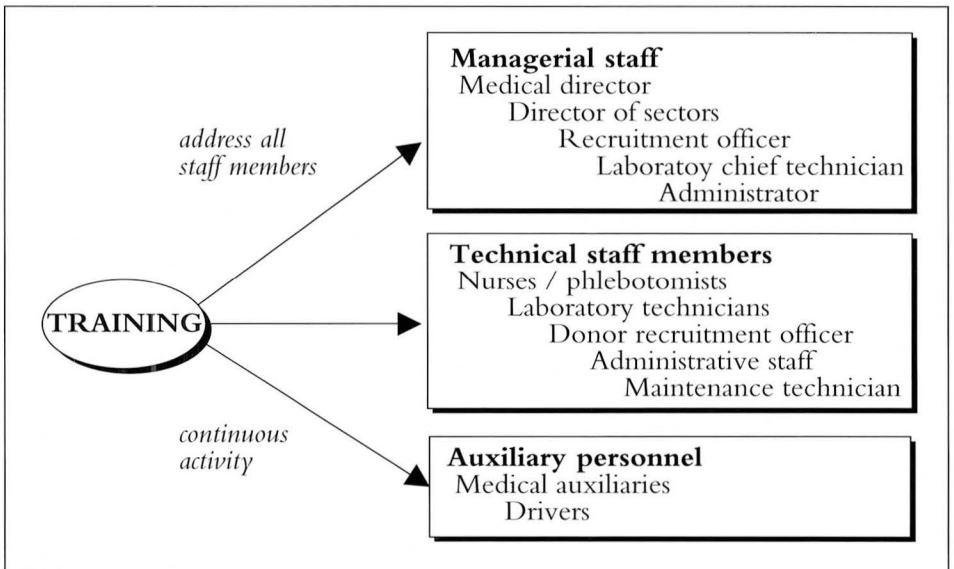 address all
staff members
TRAINING
continuous
activity
Managerial staff
Medical director
Director of sectors
Recruitment officer
Laboratoy chief technician
Administrator
Technical staff members
Nurses / phlebotomists
Laboratory technicians
Donor recruitment officer
Administrative staff
Maintenance technician
Auxiliary personnel
Medical auxiliaries
Drivers